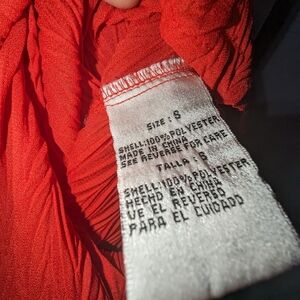 SIZE : S
SHELL:100%POLYESTER
MADE IN CHINA
SEE REVERSE FOR CARE
TALLA : S
SHELL:100%POLYESTER
HECHO EN CHINA
VE EL REVERSO
PARA EL CUIDADO